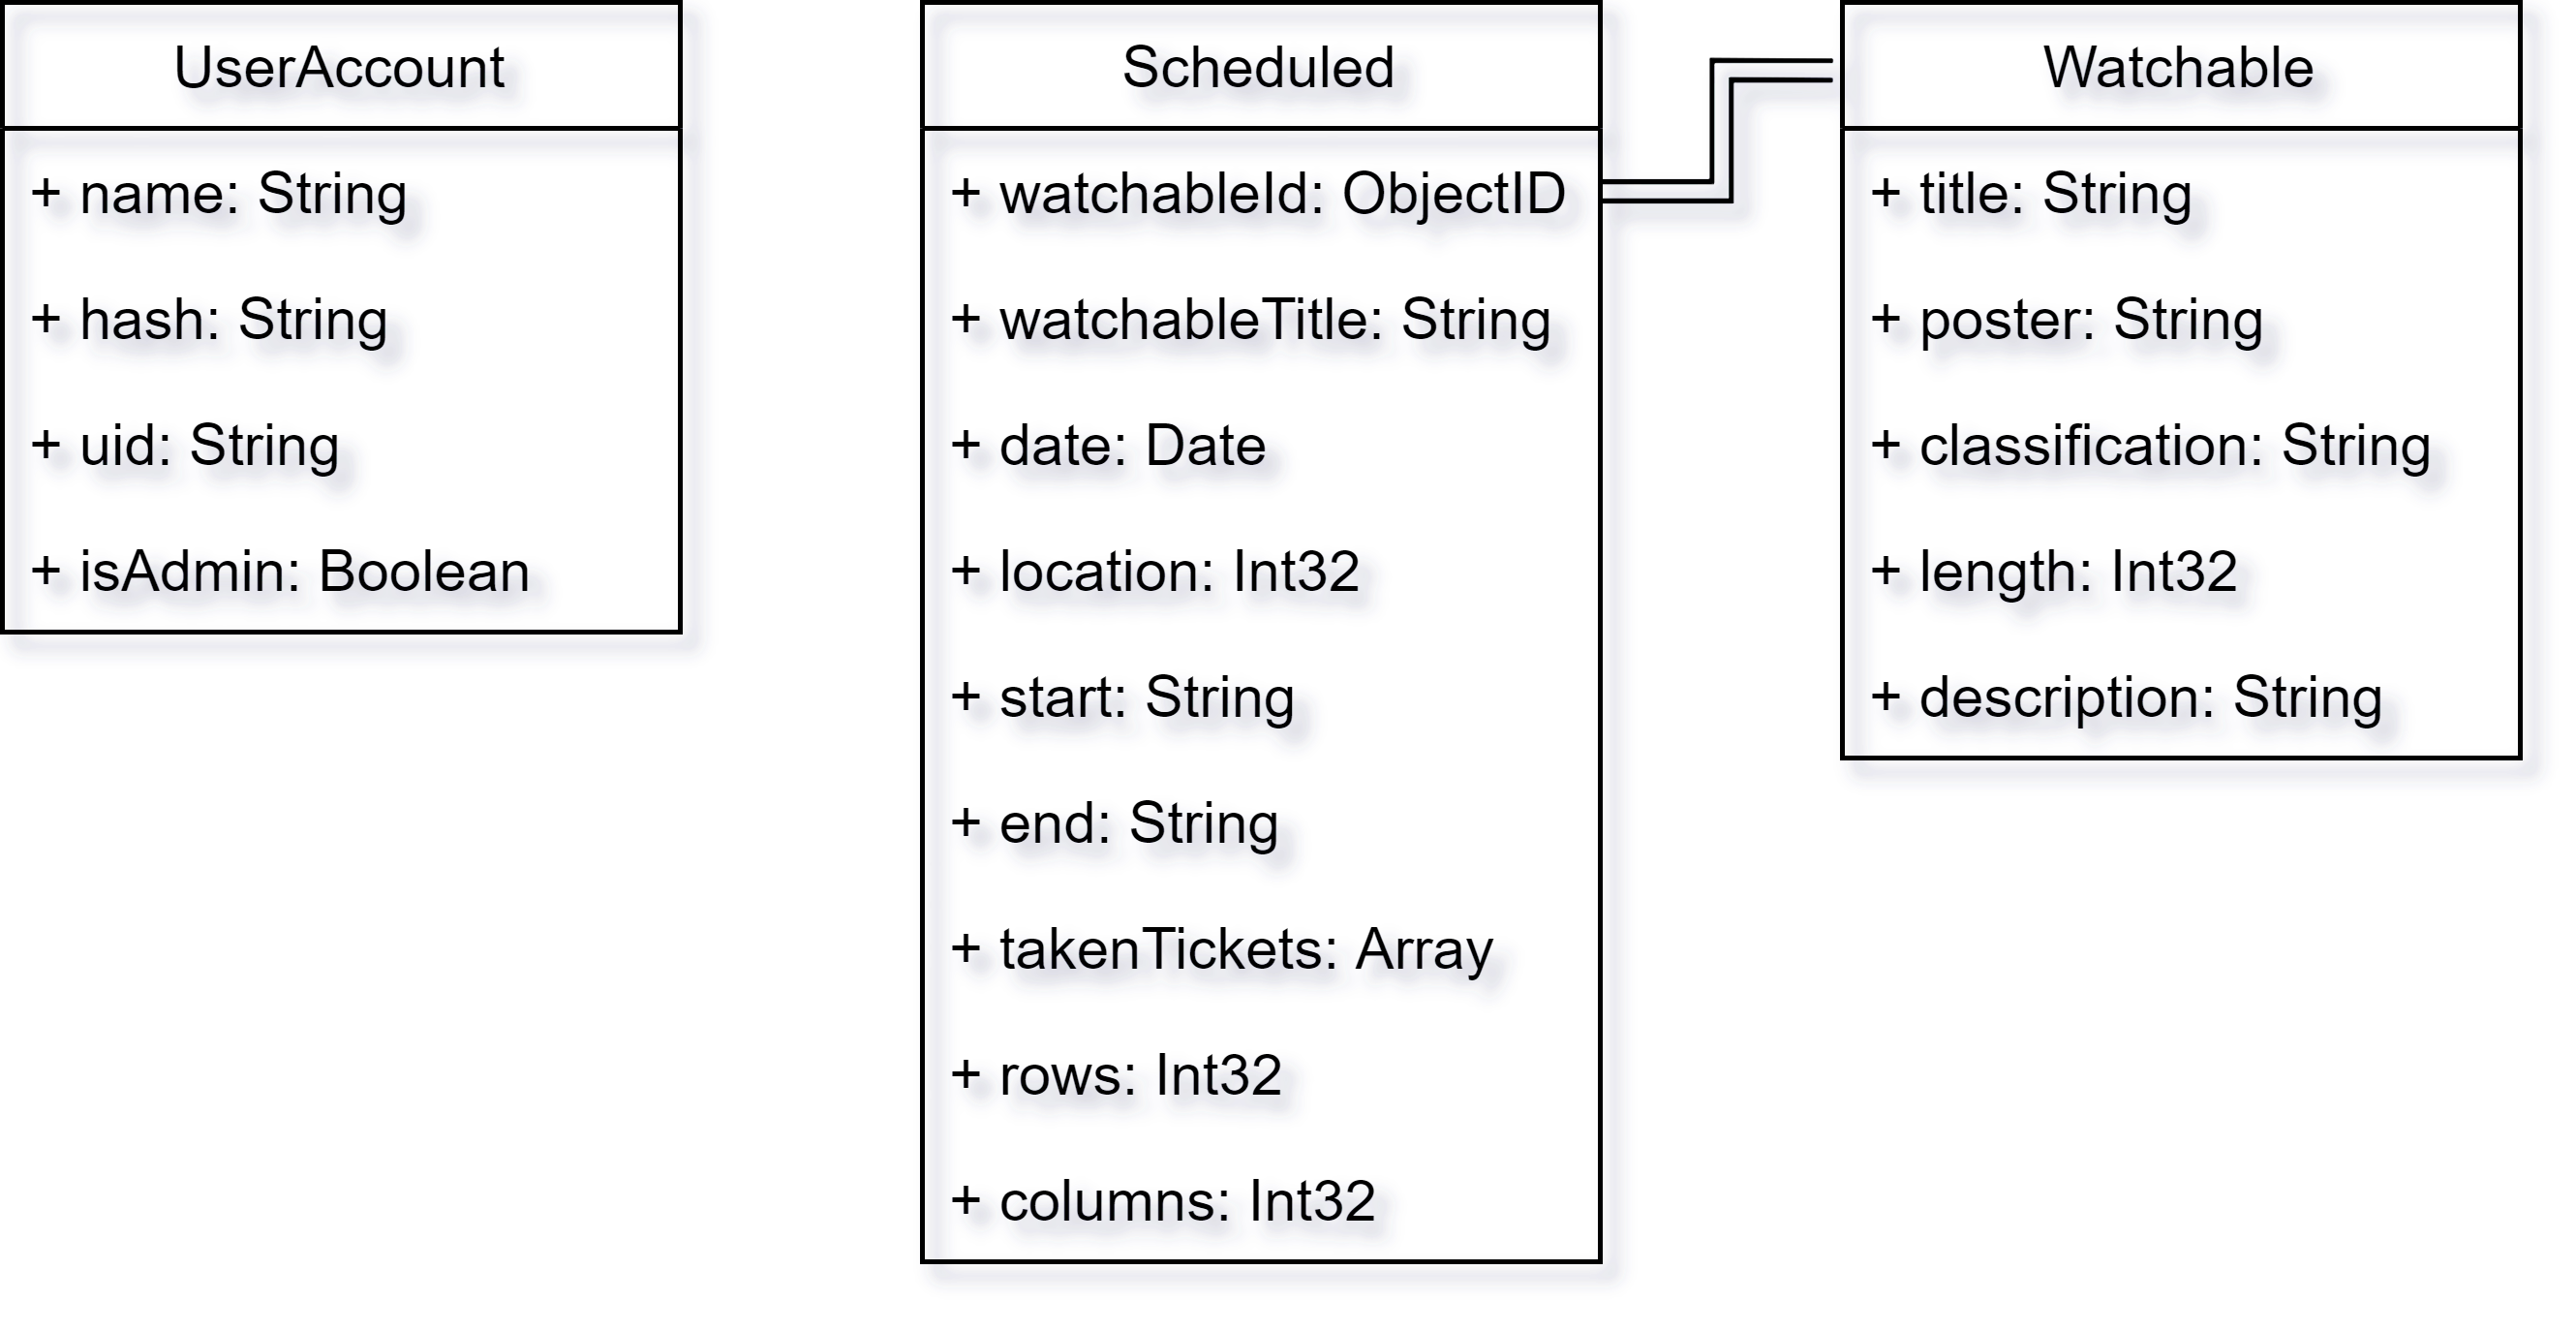 UserAccount
+ name: String
+ hash: String
+ uid: String
+ isAdmin: Boolean
Scheduled
+ watchableId: ObjectID
+ watchableTitle: String
+ date: Date
+ location: Int32
+ start: String
+ end: String
+ takenTickets: Array
+ rows: Int32
+ columns: Int32
Watchable
+ title: String
+ poster: String
+ classification: String
+ length: Int32
+ description: String